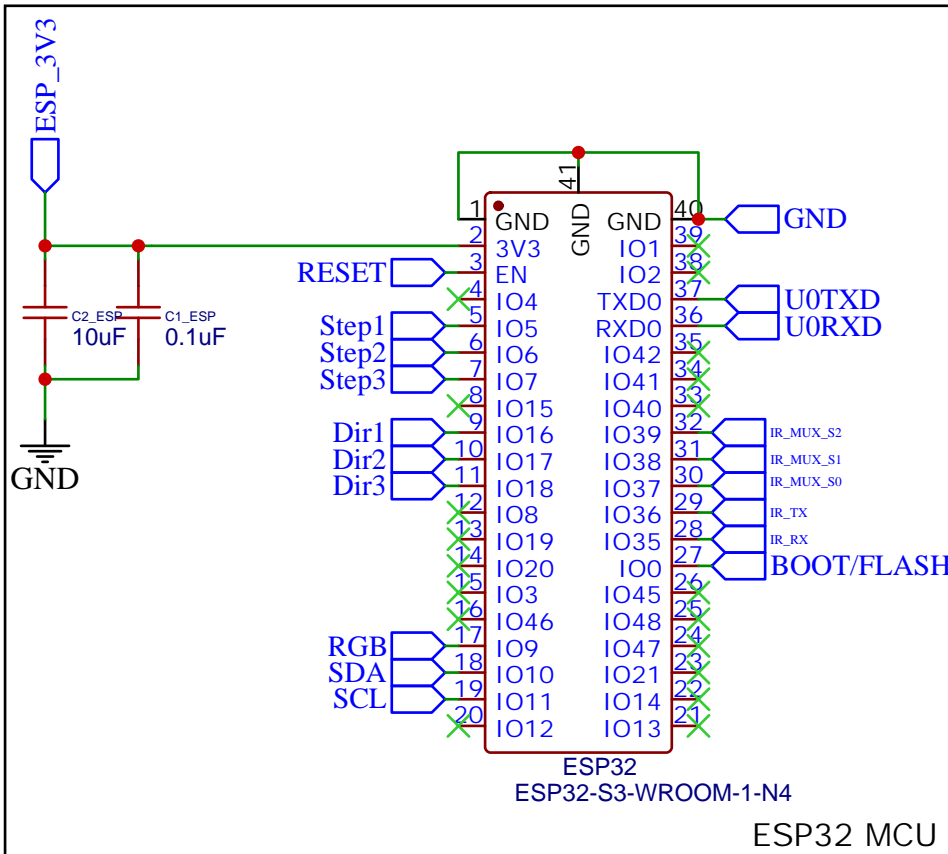 ESP_3V3
C2_ESP
10uF
C1_ESP
0.1uF
GND
41
GND
1 GND
2 3V3
RESET 3 EN
4 IO4
Step1 5 IO5
Step2 6 IO6
Step3 7 IO7
8 IO15
Dir1 9 IO16
Dir2 10 IO17
Dir3 11 IO18
12 IO8
13 IO19
14 IO20
15 IO3
16 IO46
RGB 17 IO9
SDA 18 IO10
SCL 19 IO11
20 IO12
GND 40 GND
IO1 39
IO2 38
TXD0 37 U0TXD
RXD0 36 U0RXD
IO42 35
IO41 34
IO40 33
IO39 32 IR_MUX_S2
IO38 31 IR_MUX_S1
IO37 30 IR_MUX_S0
IO36 29 IR_TX
IO35 28 IR_RX
IO0 27 BOOT/FLASH
IO45 26
IO48 25
IO47 24
IO21 23
IO14 22
IO13 21
ESP32
ESP32-S3-WROOM-1-N4
ESP32 MCU